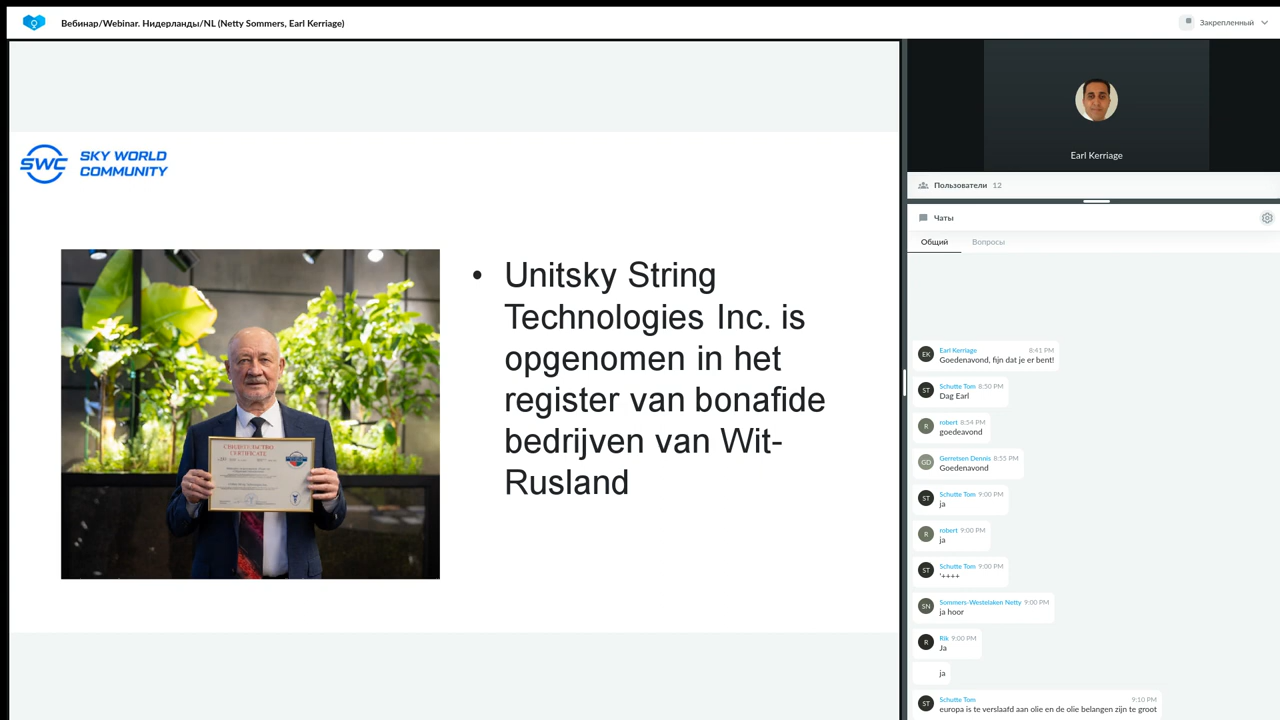 Вебинар/Webinar. Нидерланды/NL (Netty Sommers, Earl Kerriage)
Закрепленный
SWC
SKY WORLD
COMMUNITY
СВИДЕТЕЛЬСТВО
CERTIFICATE
• Unitsky String
Technologies Inc. is
opgenomen in het
register van bonafide
bedrijven van Wit-
Rusland
Earl Kerriage
Пользователи 12
Чаты
Общий Вопросы
EK
Earl Kerriage 8:41 PM
Goedenavond, fijn dat je er bent!
ST
Schutte Tom 8:50 PM
Dag Earl
R
robert 8:54 PM
goedeavond
GD
Gerretsen Dennis 8:55 PM
Goedenavond
ST
Schutte Tom 9:00 PM
ja
R
robert 9:00 PM
ja
ST
Schutte Tom 9:00 PM
'++++
SN
Sommers-Westelaken Netty 9:00 PM
ja hoor
R
Rik 9:00 PM
Ja
ja
ST
Schutte Tom 9:10 PM
europa is te verslaafd aan olie en de olie belangen zijn te groot